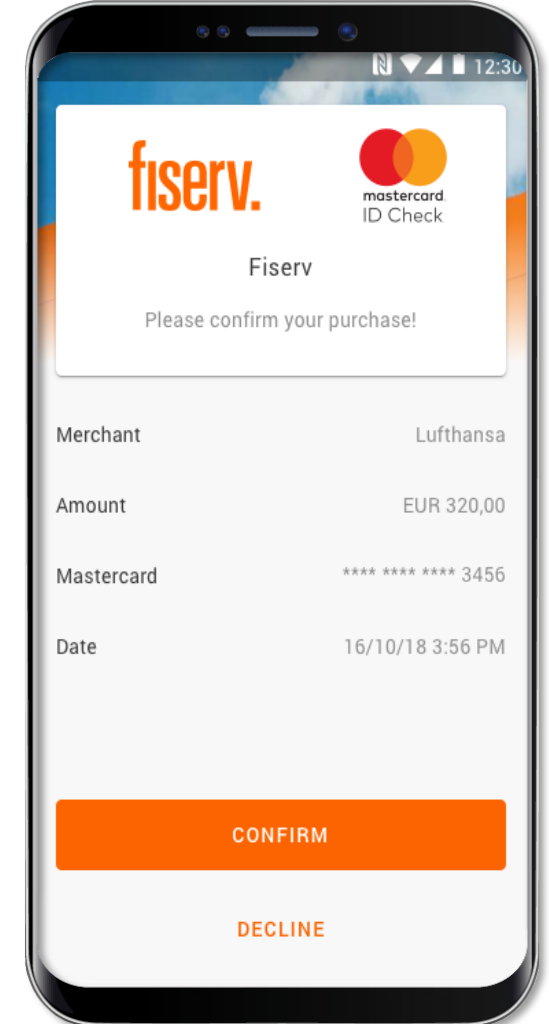 12:30
fiserv.
mastercard.
ID Check
Fiserv
Please confirm your purchase!
Merchant Lufthansa
Amount EUR 320,00
Mastercard **** **** **** 3456
Date 16/10/18 3:56 PM
CONFIRM
DECLINE